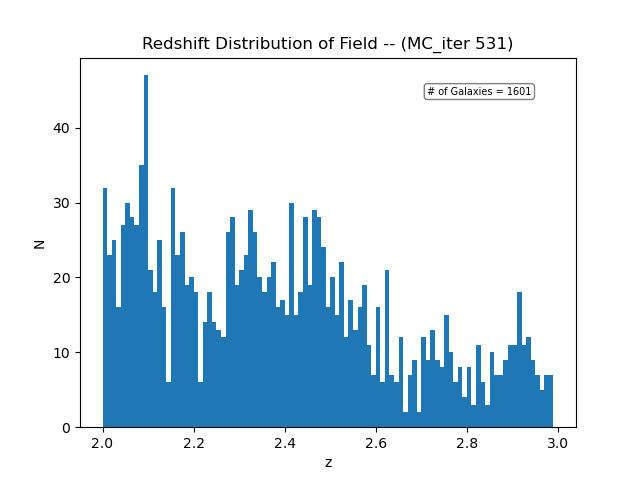 Redshift Distribution of Field -- (MC_iter 531)
# of Galaxies = 1601
N
40
30
20
10
0
2.0 2.2 2.4 2.6 2.8 3.0
z